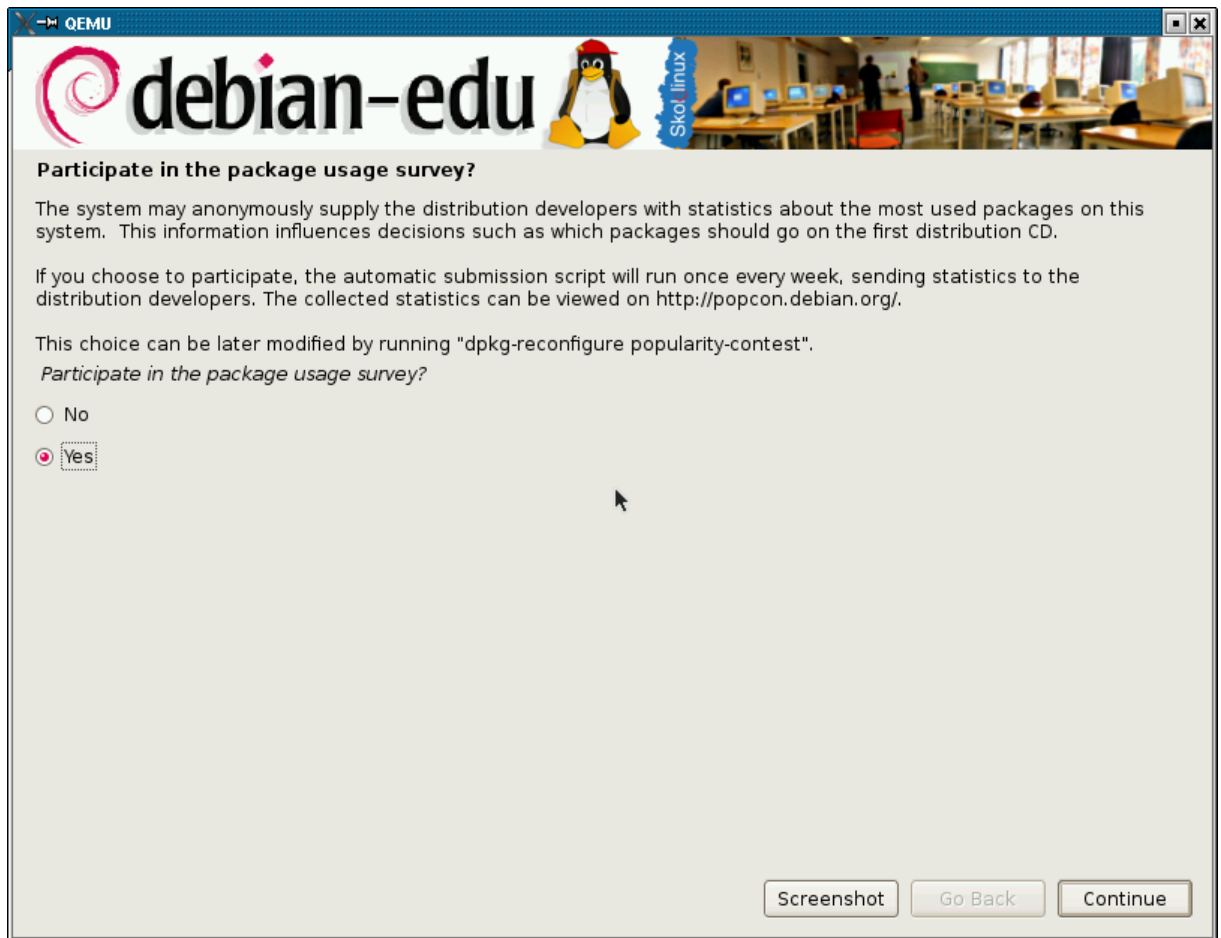 QEMU
debian-edu
Skolelinux
Participate in the package usage survey?
The system may anonymously supply the distribution developers with statistics about the most used packages on this
system.  This information influences decisions such as which packages should go on the first distribution CD.
If you choose to participate, the automatic submission script will run once every week, sending statistics to the
distribution developers. The collected statistics can be viewed on http://popcon.debian.org/.
This choice can be later modified by running "dpkg-reconfigure popularity-contest".
Participate in the package usage survey?
No
Yes
Screenshot
Go Back
Continue